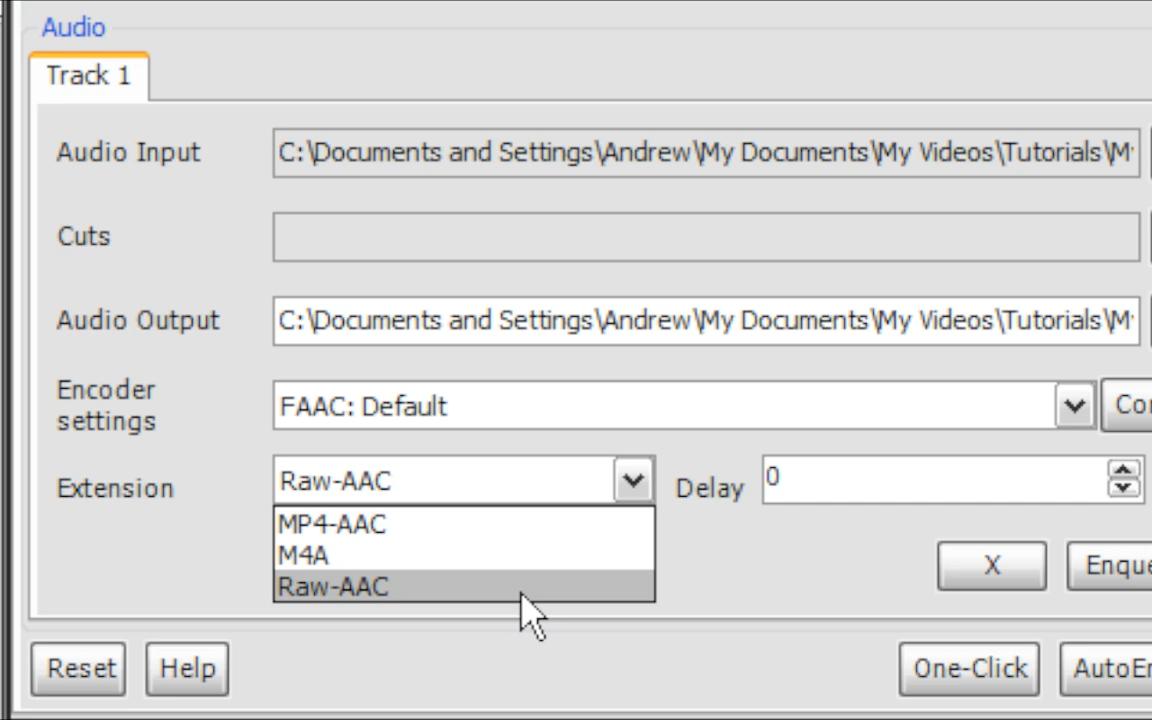 Audio
Track 1
Audio Input
C:\Documents and Settings\Andrew\My Documents\My Videos\Tutorials\M
Cuts
Audio Output
C:\Documents and Settings\Andrew\My Documents\My Videos\Tutorials\M
Encoder
settings
FAAC: Default
Extension
Raw-AAC
Delay
0
MP4-AAC
M4A
Raw-AAC
X
Reset
Help
One-Click